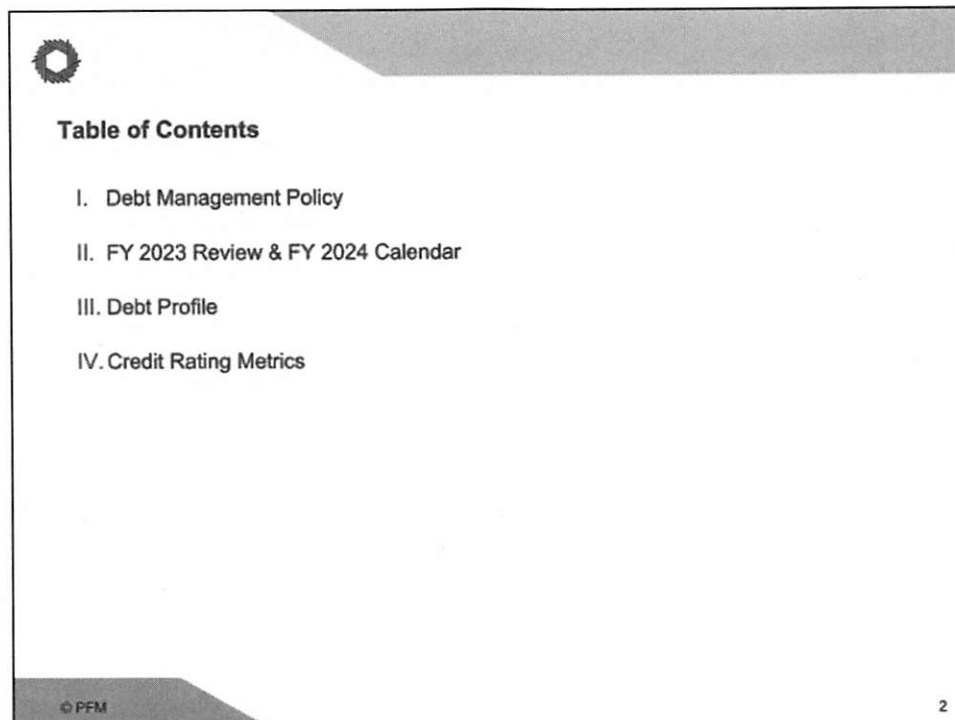 Table of Contents
I. Debt Management Policy
II. FY 2023 Review & FY 2024 Calendar
III. Debt Profile
IV. Credit Rating Metrics
© PFM
2